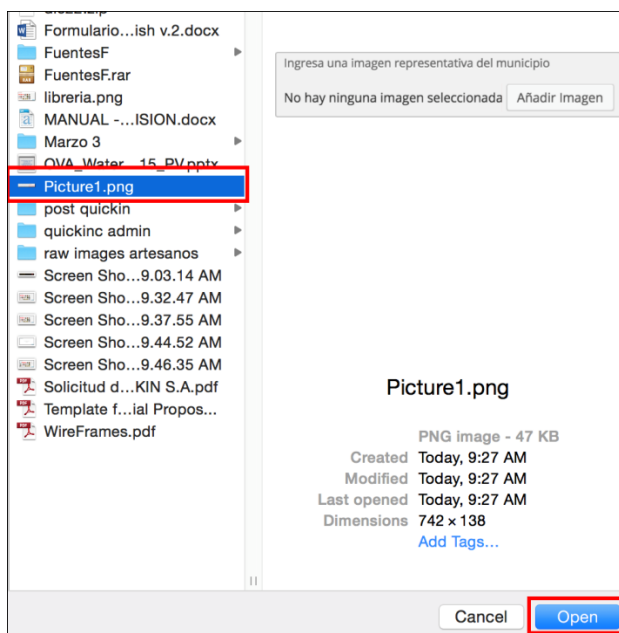 Formulario...ish v.2.docx
FuentesF
FuentesF.rar
libreria.png
MANUAL -...ISION.docx
Marzo 3
OVA_Water...15_PV.pptx
Picture1.png
post quickin
quickinc admin
raw images artesanos
Screen Sho...9.03.14 AM
Screen Sho...9.32.47 AM
Screen Sho...9.37.55 AM
Screen Sho...9.44.52 AM
Screen Sho...9.46.35 AM
Solicitud d...KIN S.A.pdf
Template f...ial Propos...
WireFrames.pdf
Ingresa una imagen representativa del municipio
No hay ninguna imagen seleccionada Añadir Imagen
Picture1.png
PNG image - 47 KB
Created Today, 9:27 AM
Modified Today, 9:27 AM
Last opened Today, 9:27 AM
Dimensions 742 × 138
Add Tags...
Cancel Open